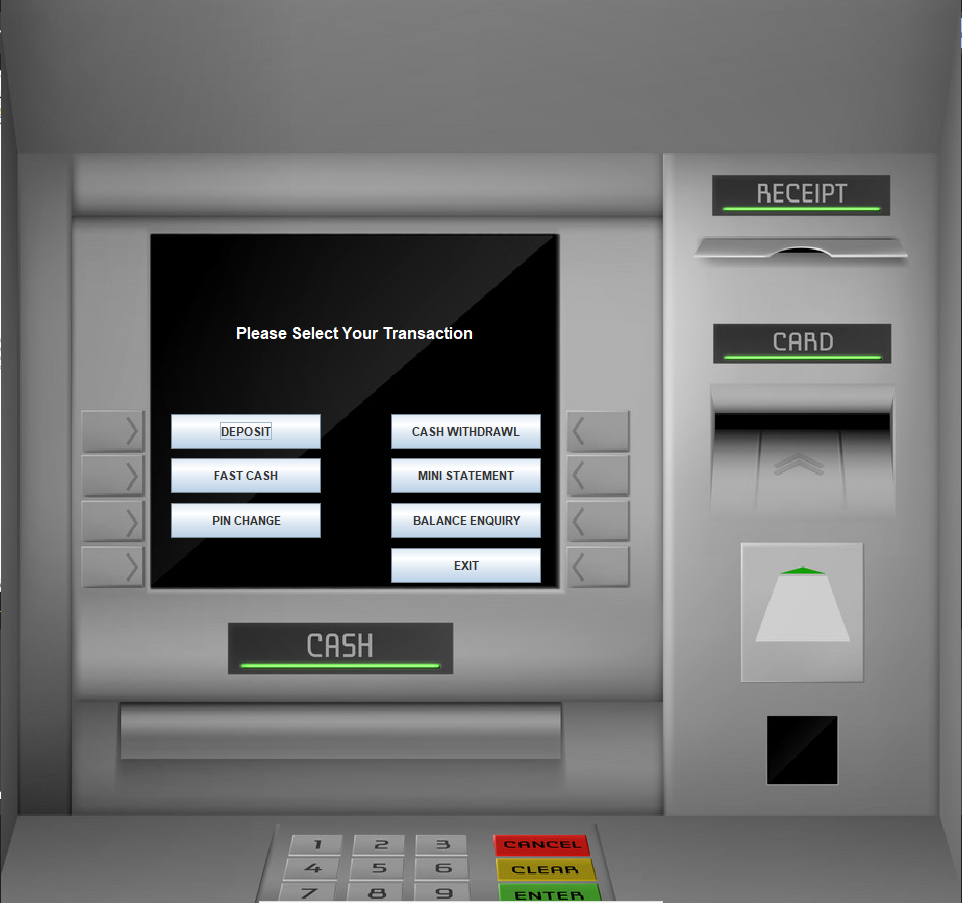 RECEIPT
Please Select Your Transaction
CARD
DEPOSIT
CASH WITHDRAWL
FAST CASH
MINI STATEMENT
PIN CHANGE
BALANCE ENQUIRY
EXIT
CASH
1 2 3 CANCEL
4 5 6 CLEAR
7 8 9 ENTER